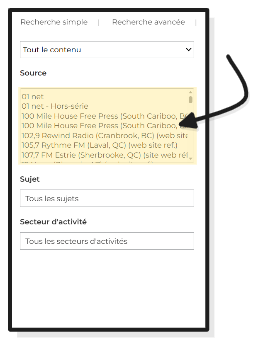 Recherche simple | Recherche avancée |
Tout le contenu
Source
01 net
01 net - Hors-série
100 Mile House Free Press (South Cariboo, B
100 Mile House Free Press (South Cariboo,
102,9 Rewind Radio (Cranbrook, BC) (web site
105,7 Rythme FM (Laval, QC) (web site ref.)
107,7 FM Estrie (Sherbrooke, QC) (site web réf.
Sujet
Tous les sujets
Secteur d'activité
Tous les secteurs d'activités